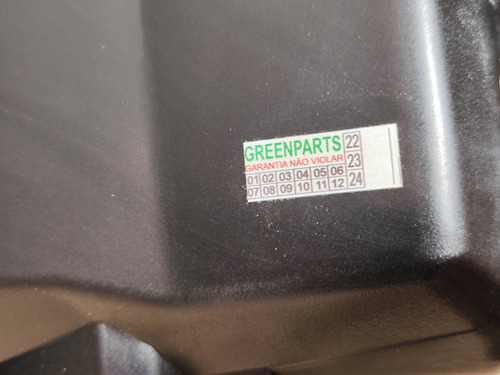 GREENPARTS 22
GARANTIA NÃO VIOLAR 23
01 02 03 04 05 06
07 08 09 10 11 12 24